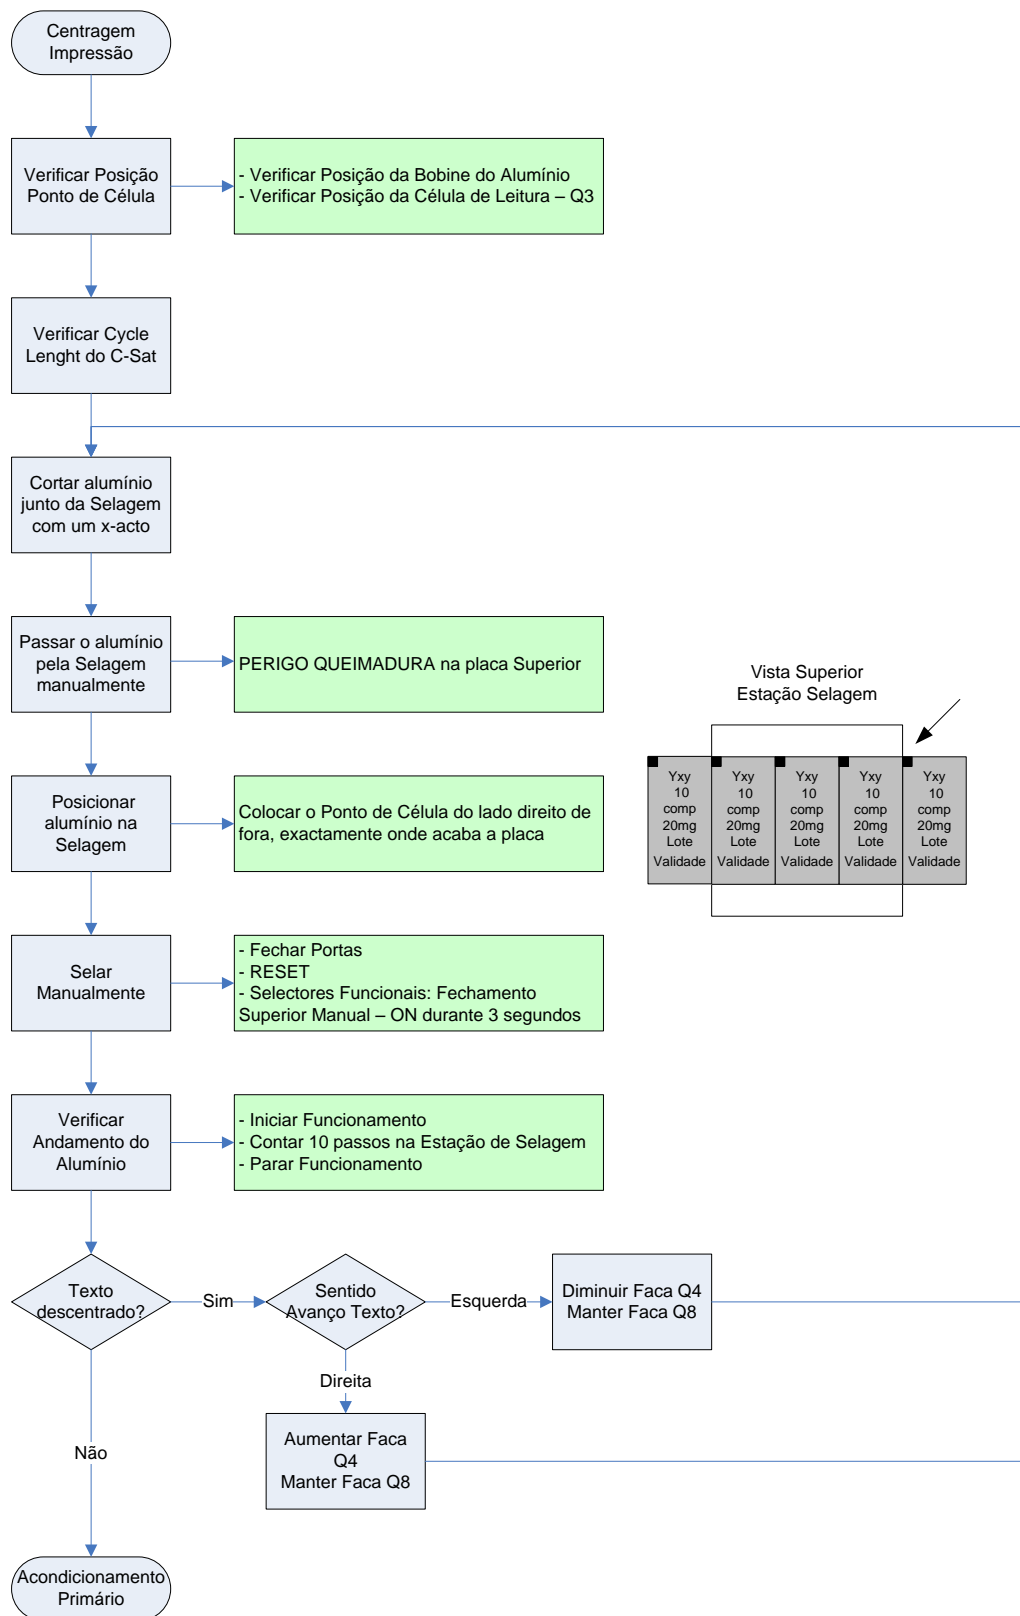 Centragem
Impressão
Verificar Posição
Ponto de Célula
- Verificar Posição da Bobine do Alumínio
- Verificar Posição da Célula de Leitura – Q3
Verificar Cycle
Lenght do C-Sat
Cortar alumínio
junto da Selagem
com um x-acto
Passar o alumínio
pela Selagem
manualmente
PERIGO QUEIMADURA na placa Superior
Vista Superior
Estação Selagem
Yxy
10
comp
20mg
Lote
Validade
Yxy
10
comp
20mg
Lote
Validade
Yxy
10
comp
20mg
Lote
Validade
Yxy
10
comp
20mg
Lote
Validade
Yxy
10
comp
20mg
Lote
Validade
Posicionar
alumínio na
Selagem
Colocar o Ponto de Célula do lado direito de
fora, exactamente onde acaba a placa
Selar
Manualmente
- Fechar Portas
- RESET
- Selectores Funcionais: Fechamento
Superior Manual – ON durante 3 segundos
Verificar
Andamento do
Alumínio
- Iniciar Funcionamento
- Contar 10 passos na Estação de Selagem
- Parar Funcionamento
Texto
descentrado?
Sim
Sentido
Avanço Texto?
Esquerda
Diminuir Faca Q4
Manter Faca Q8
Direita
Aumentar Faca
Q4
Manter Faca Q8
Não
Acondicionamento
Primário